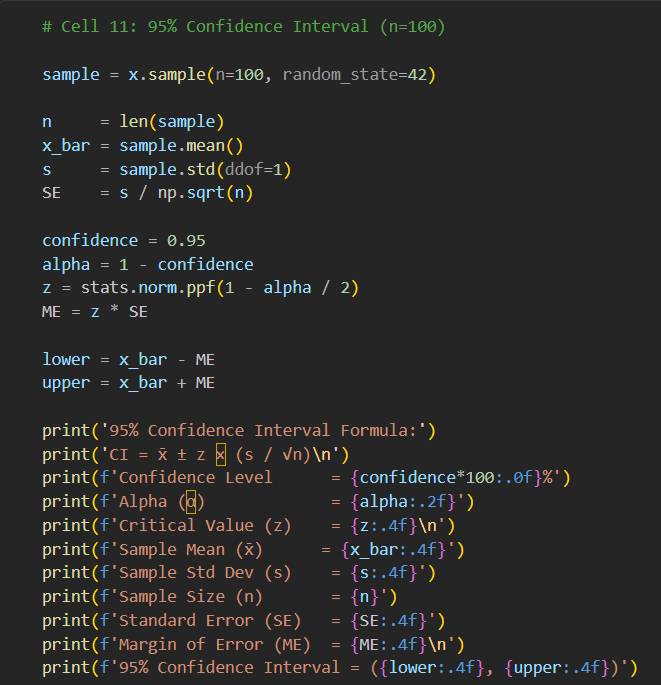 # Cell 11: 95% Confidence Interval (n=100)
sample = x.sample(n=100, random_state=42)
n     = len(sample)
x_bar = sample.mean()
s     = sample.std(ddof=1)
SE    = s / np.sqrt(n)
confidence = 0.95
alpha = 1 - confidence
z = stats.norm.ppf(1 - alpha / 2)
ME = z * SE
lower = x_bar - ME
upper = x_bar + ME
print('95% Confidence Interval Formula:')
print('CI = x̄ ± z × (s / √n)\n')
print(f'Confidence Level      = {confidence*100:.0f}%')
print(f'Alpha (α)             = {alpha:.2f}')
print(f'Critical Value (z)    = {z:.4f}\n')
print(f'Sample Mean (x̄)      = {x_bar:.4f}')
print(f'Sample Std Dev (s)    = {s:.4f}')
print(f'Sample Size (n)       = {n}')
print(f'Standard Error (SE)   = {SE:.4f}')
print(f'Margin of Error (ME)  = {ME:.4f}\n')
print(f'95% Confidence Interval = ({lower:.4f}, {upper:.4f})')